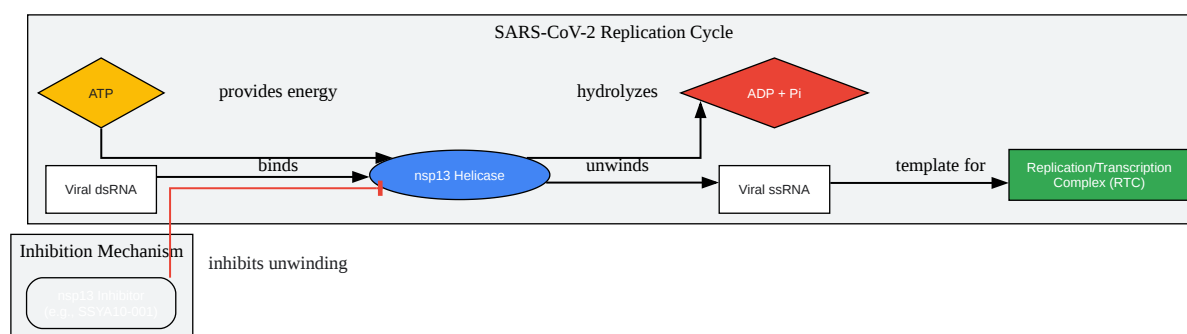 SARS-CoV-2 Replication Cycle
ATP
provides energy
hydrolyzes
ADP + Pi
Viral dsRNA
binds
nsp13 Helicase
unwinds
Viral ssRNA
template for
Replication/Transcription
Complex (RTC)
Inhibition Mechanism
inhibits unwinding
nsp13 Inhibitor
(e.g., SSYA10-001)